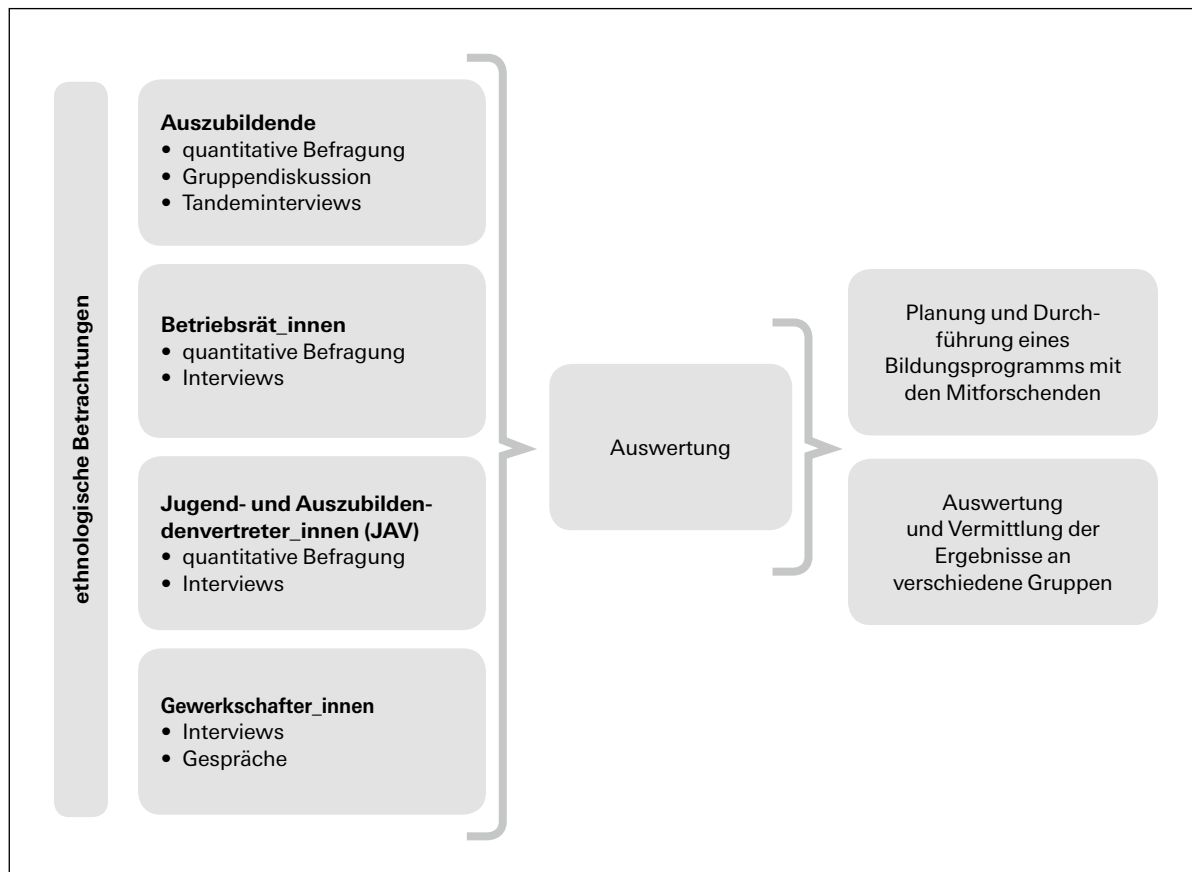 ethnologische Betrachtungen
Auszubildende
• quantitative Befragung
• Gruppendiskussion
• Tandeminterviews
Betriebsrät_innen
• quantitative Befragung
• Interviews
Jugend- und Auszubilden-
denvertreter_innen (JAV)
• quantitative Befragung
• Interviews
Gewerkschafter_innen
• Interviews
• Gespräche
Auswertung
Planung und Durch-
führung eines
Bildungsprogramms mit
den Mitforschenden
Auswertung
und Vermittlung der
Ergebnisse an
verschiedene Gruppen